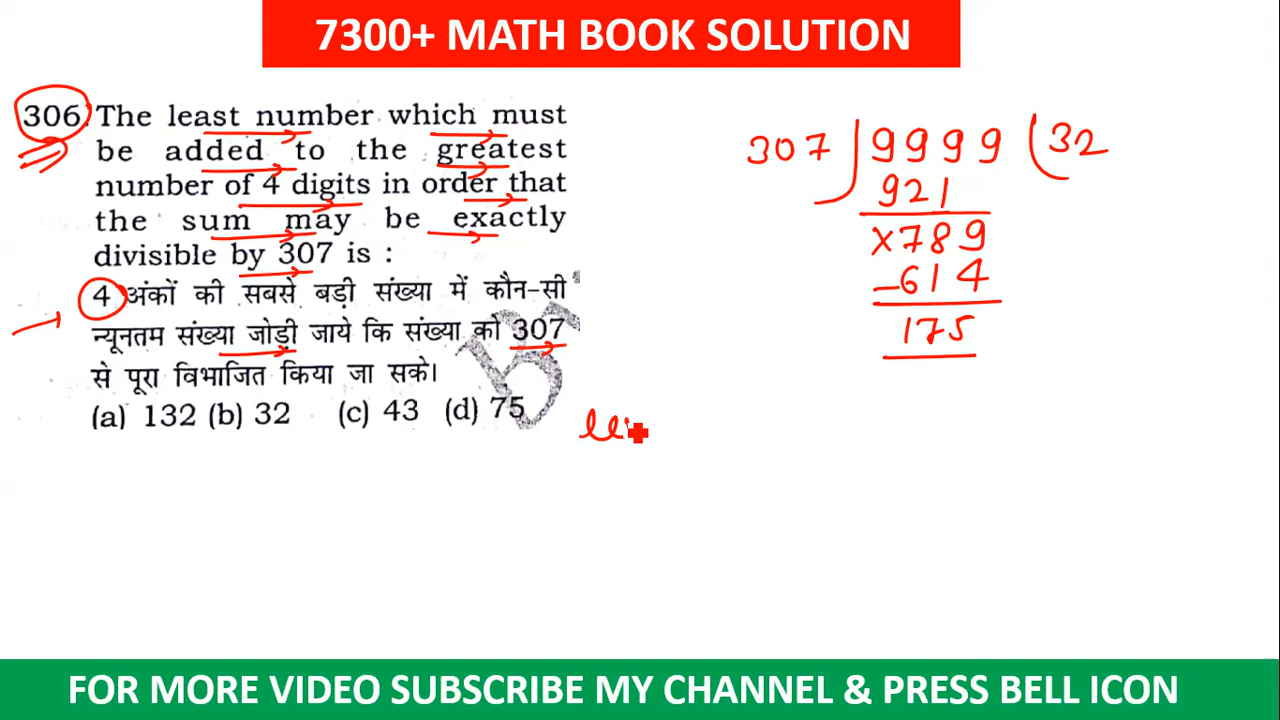 7300+ MATH BOOK SOLUTION
306. The least number which must
be added to the greatest
number of 4 digits in order that
the sum may be exactly
divisible by 307 is :
4 अंकों की सबसे बड़ी संख्या में कौन-सी
न्यूनतम संख्या जोड़ी जाये कि संख्या को 307
से पूरा विभाजित किया जा सके।
(a) 132 (b) 32 (c) 43 (d) 75
307 ) 9999 ( 32
921
×789
-614
175
FOR MORE VIDEO SUBSCRIBE MY CHANNEL & PRESS BELL ICON